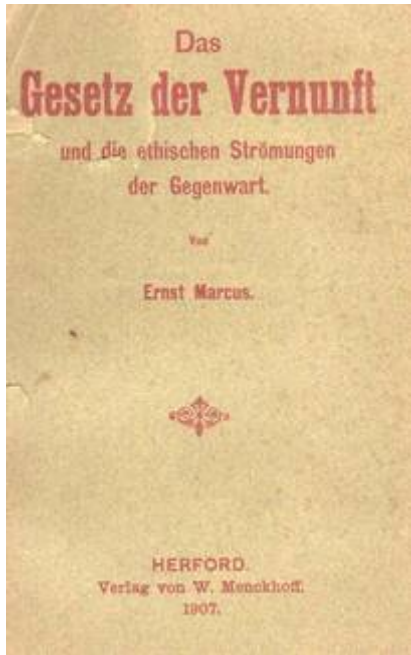 Das
Gesetz der Vernunft
und die ethischen Strömungen
der Gegenwart.
Von
Ernst Marcus.
HERFORD.
Verlag von W. Menckhoff.
1907.